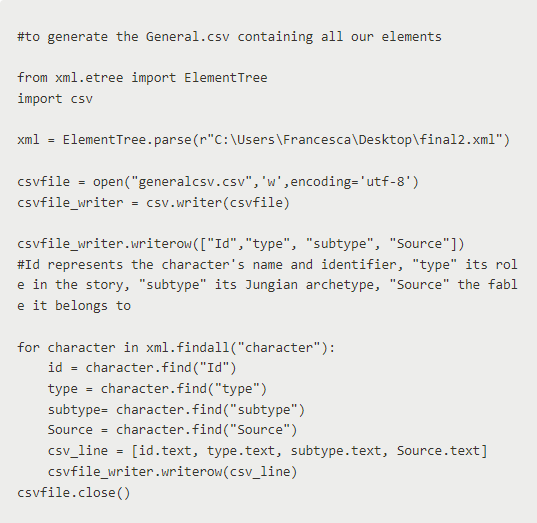 #to generate the General.csv containing all our elements
from xml.etree import ElementTree
import csv
xml = ElementTree.parse(r"C:\Users\Francesca\Desktop\final2.xml")
csvfile = open("generalcsv.csv",'w',encoding='utf-8')
csvfile_writer = csv.writer(csvfile)
csvfile_writer.writerow(["Id","type", "subtype", "Source"])
#Id represents the character's name and identifier, "type" its rol
e in the story, "subtype" its Jungian archetype, "Source" the fabl
e it belongs to
for character in xml.findall("character"):
    id = character.find("Id")
    type = character.find("type")
    subtype= character.find("subtype")
    Source = character.find("Source")
    csv_line = [id.text, type.text, subtype.text, Source.text]
    csvfile_writer.writerow(csv_line)
csvfile.close()